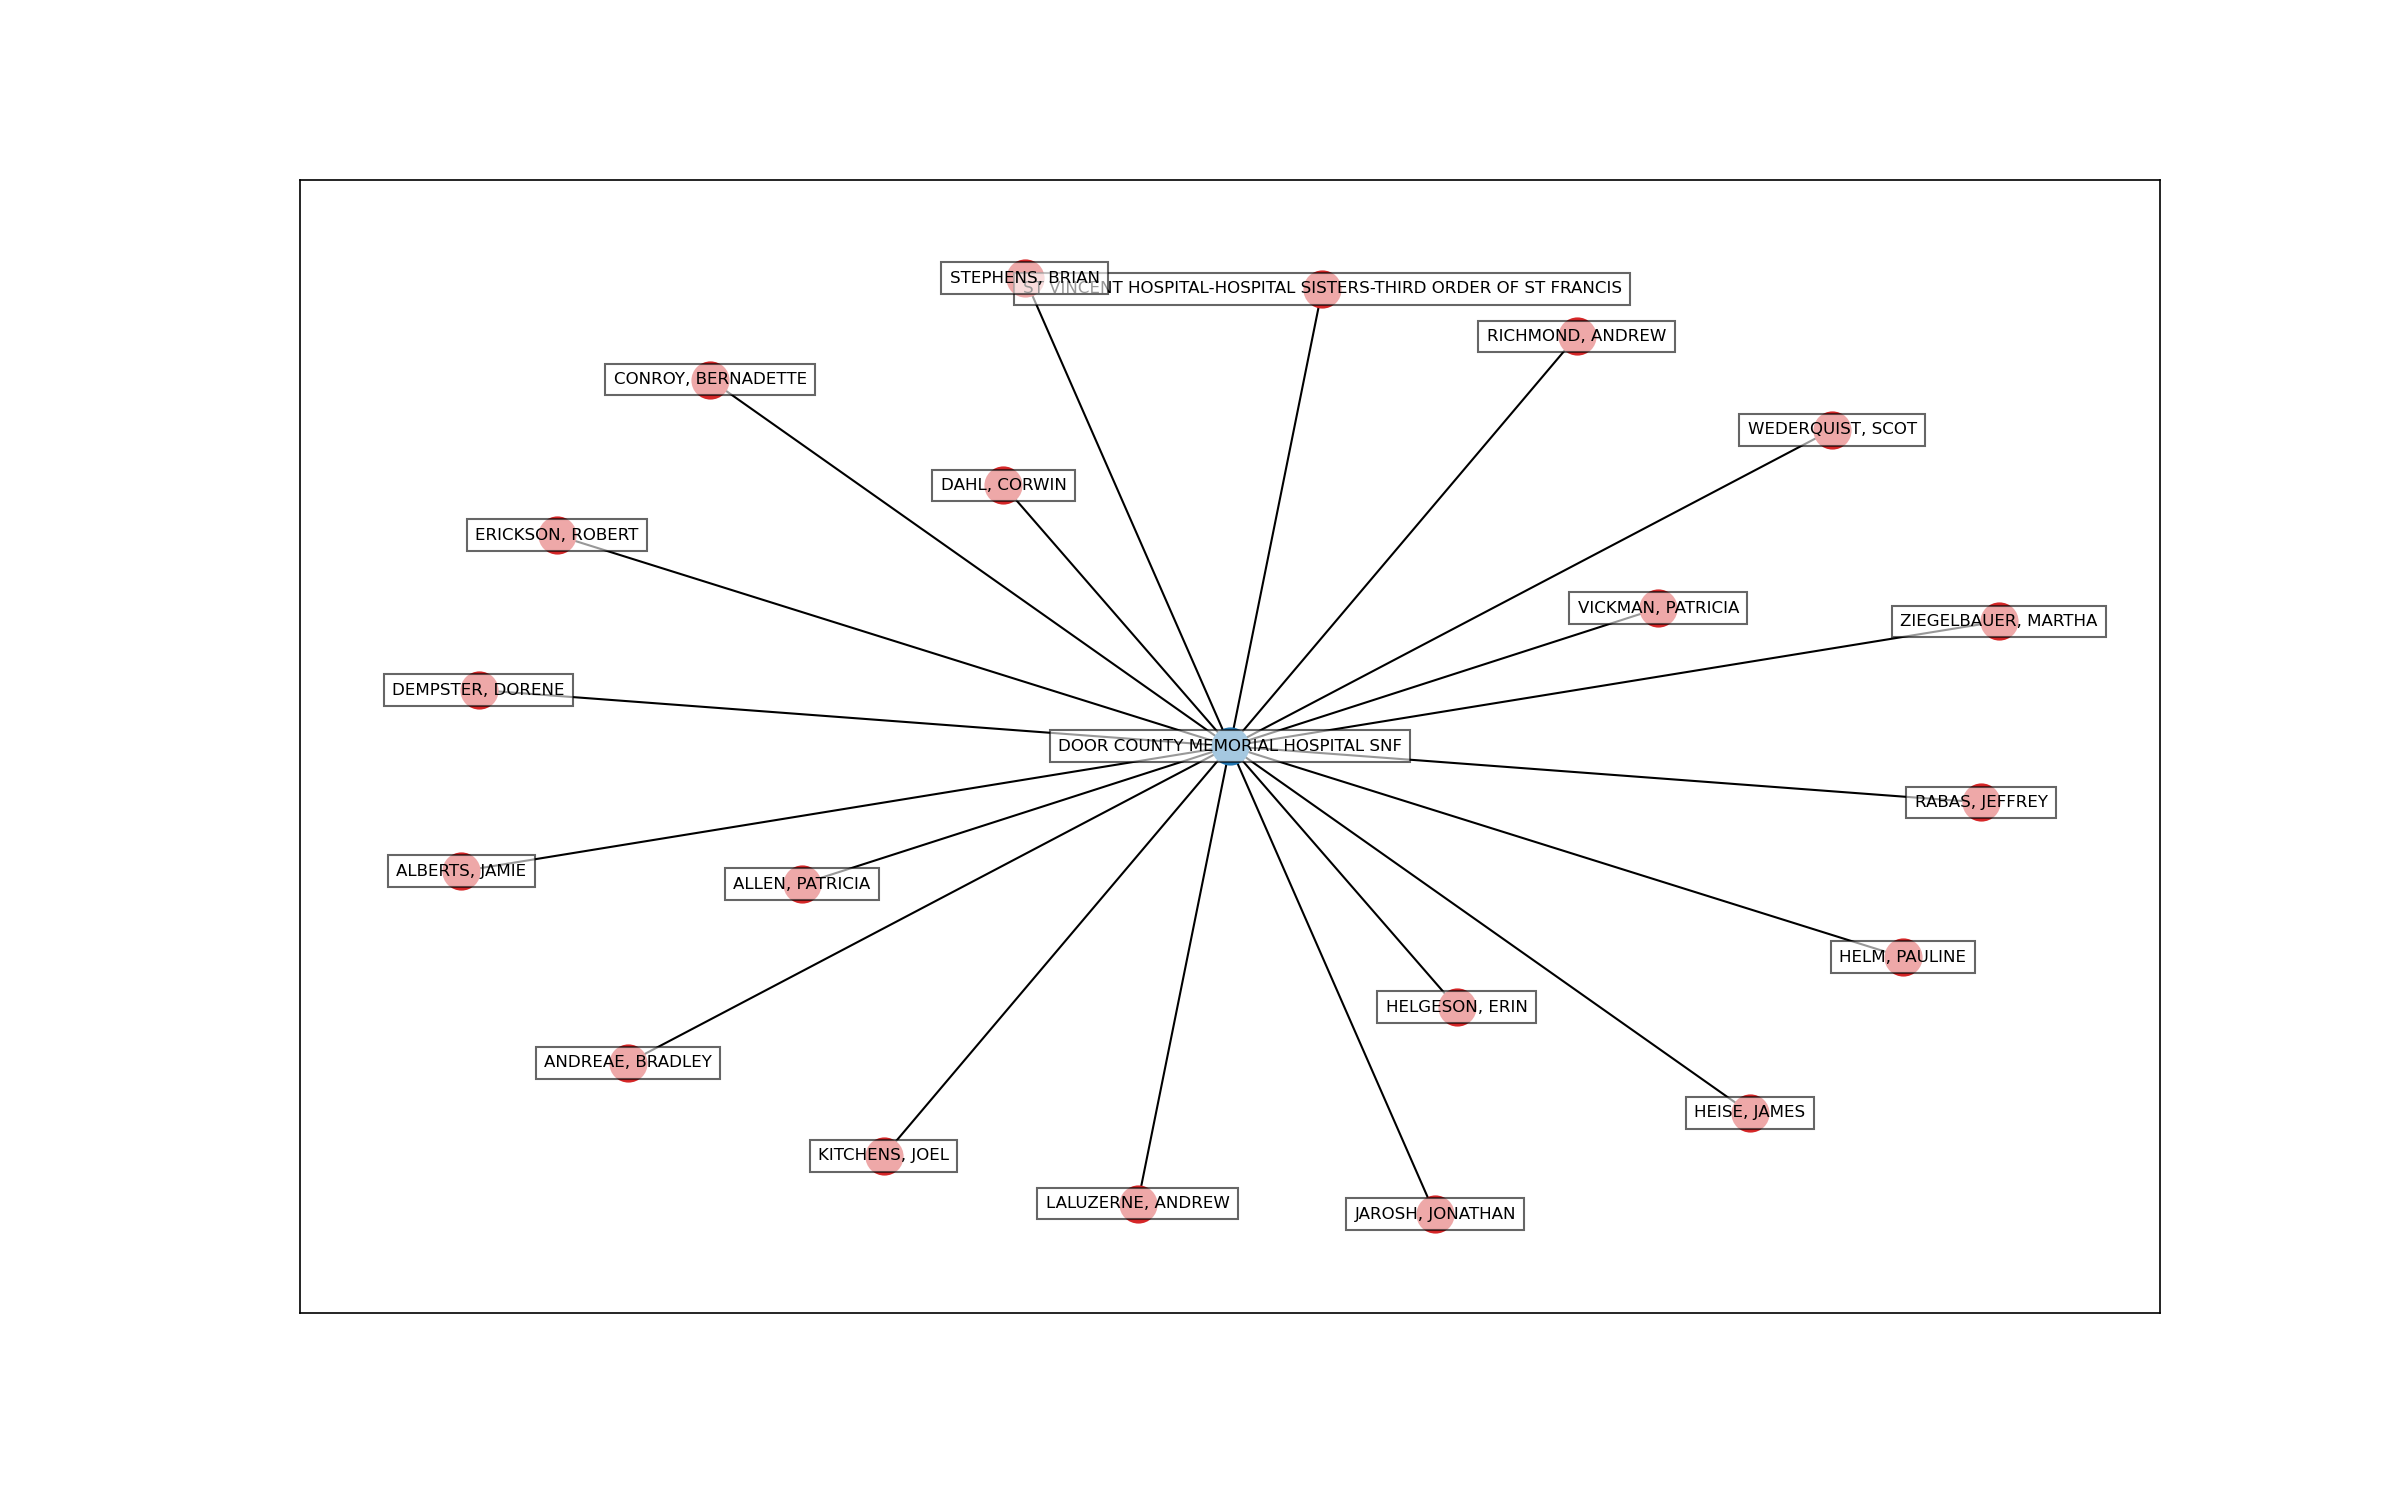 STEPHENS, BRIAN
ST VINCENT HOSPITAL-HOSPITAL SISTERS-THIRD ORDER OF ST FRANCIS
RICHMOND, ANDREW
CONROY, BERNADETTE
WEDERQUIST, SCOT
DAHL, CORWIN
ERICKSON, ROBERT
VICKMAN, PATRICIA
ZIEGELBAUER, MARTHA
DEMPSTER, DORENE
DOOR COUNTY MEMORIAL HOSPITAL SNF
RABAS, JEFFREY
ALBERTS, JAMIE
ALLEN, PATRICIA
HELM, PAULINE
HELGESON, ERIN
ANDREAE, BRADLEY
HEISE, JAMES
KITCHENS, JOEL
LALUZERNE, ANDREW
JAROSH, JONATHAN